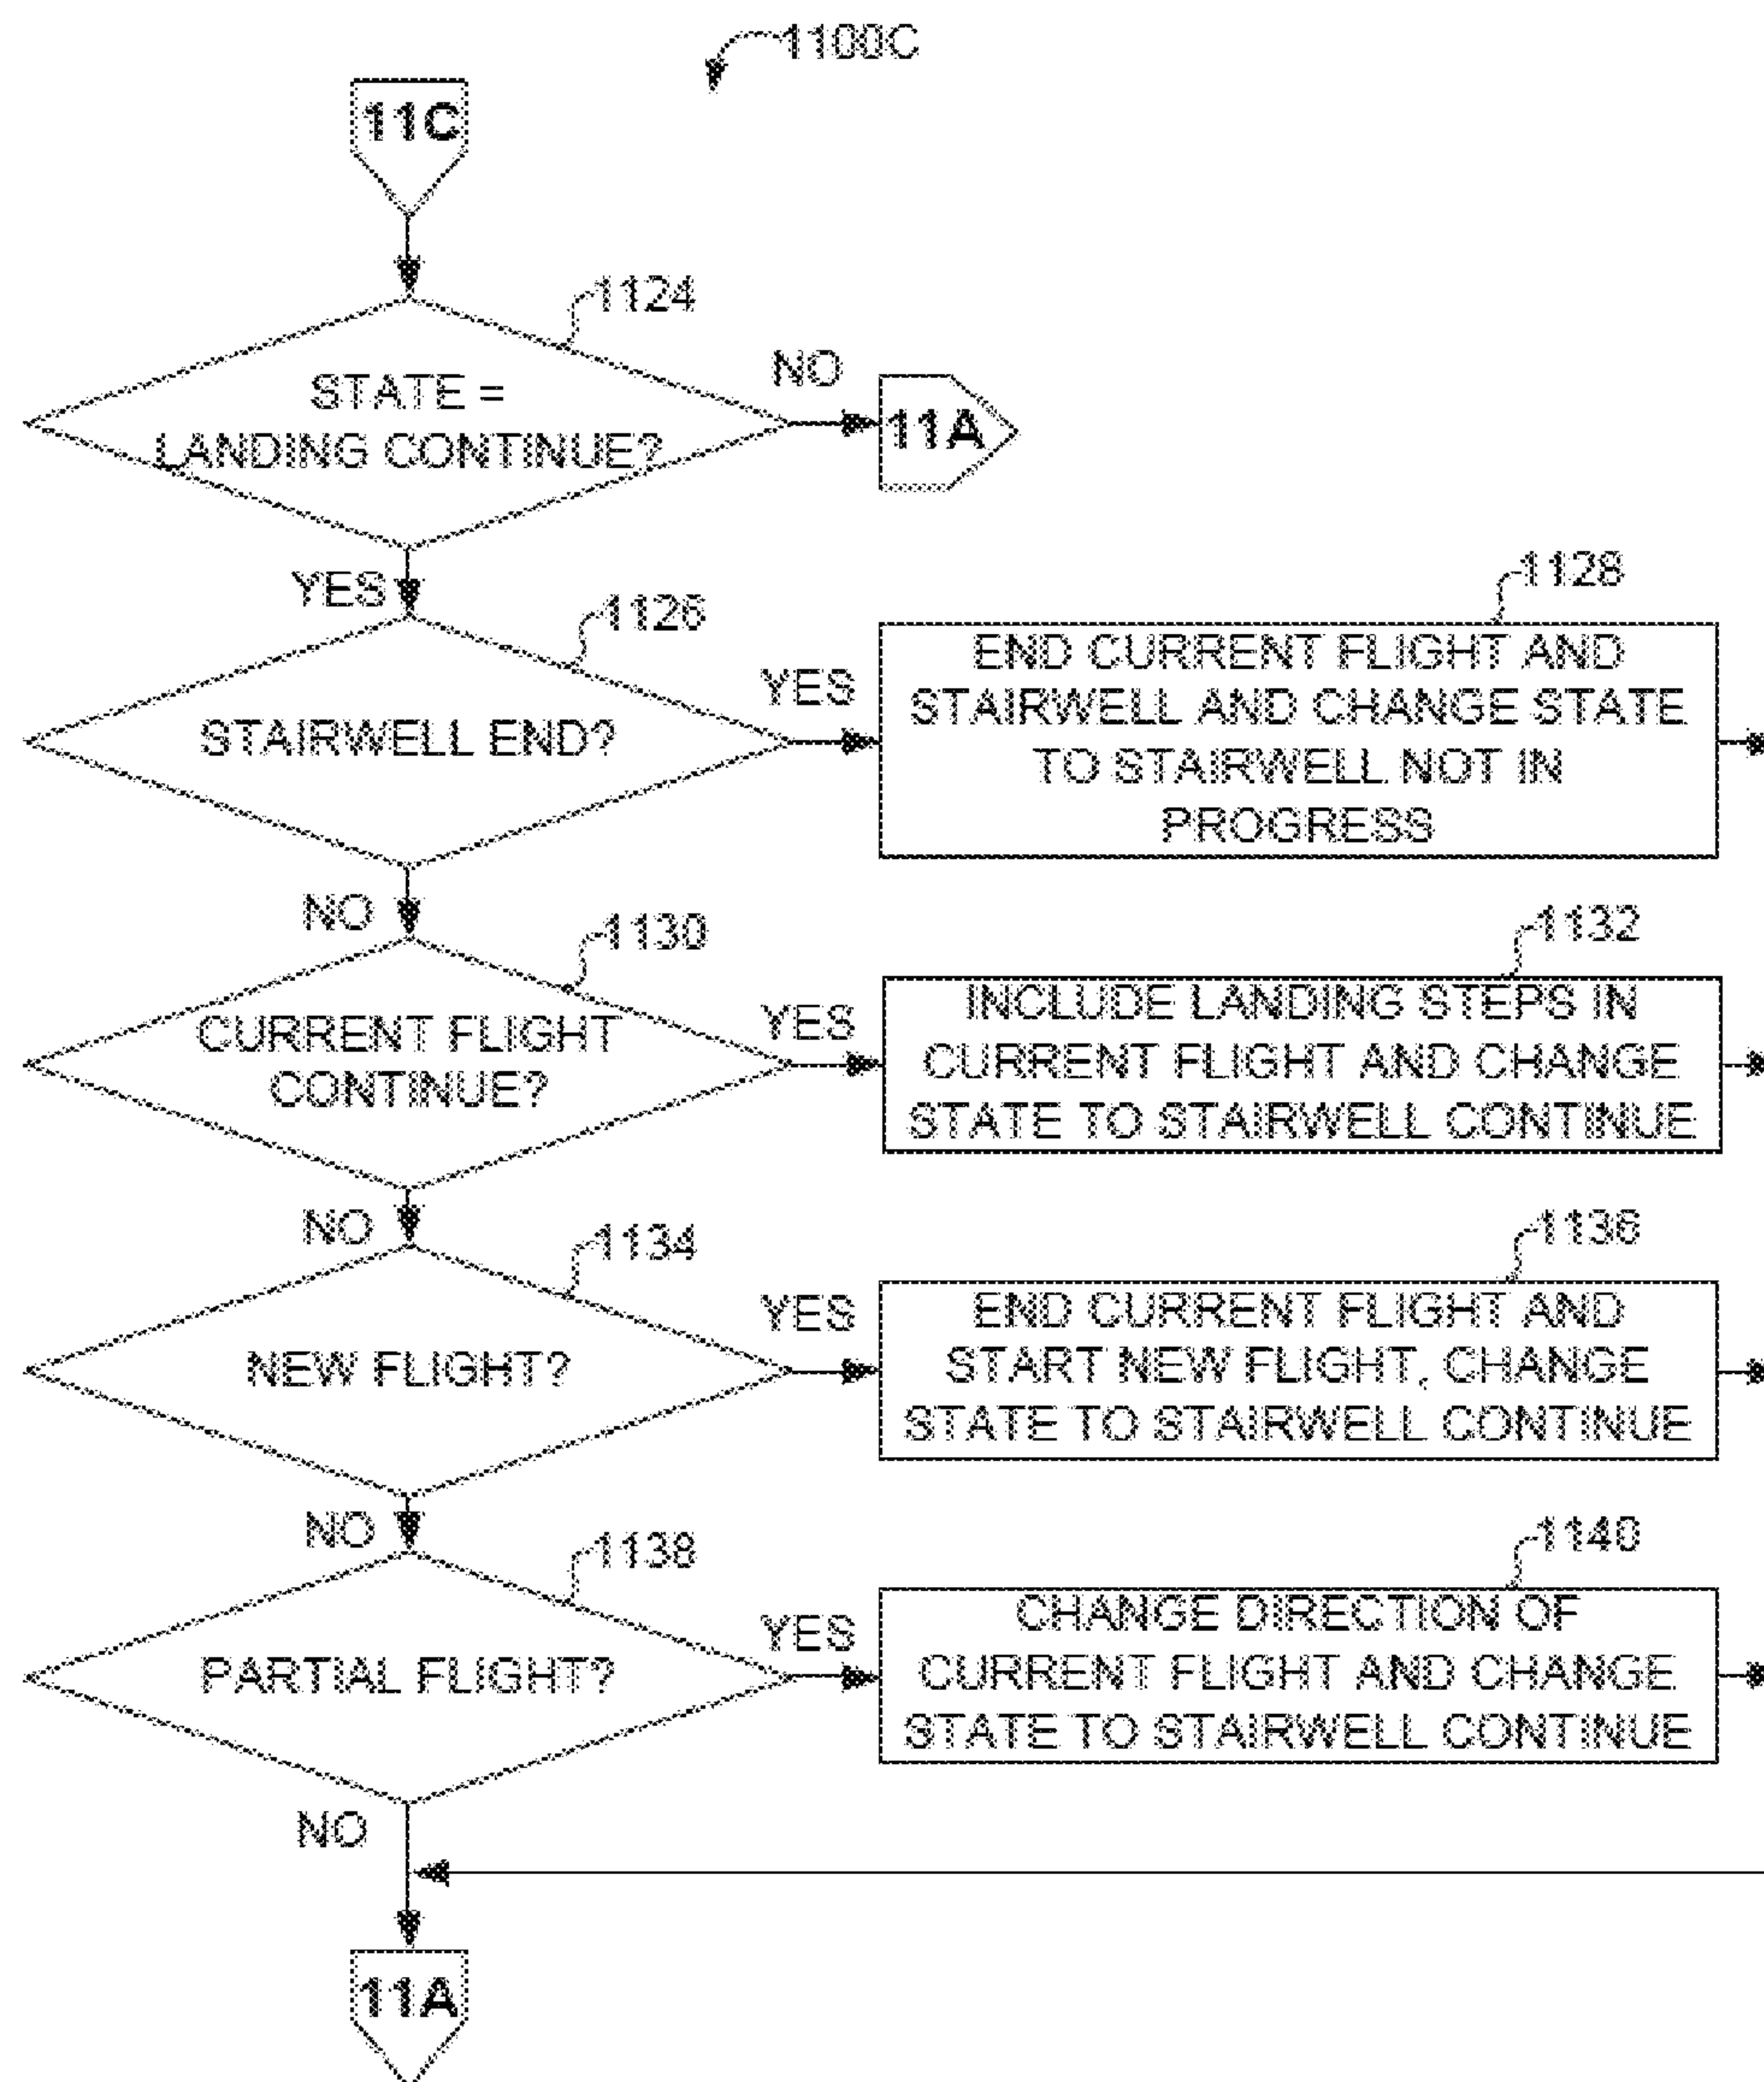 1100C
11C
1124
STATE =
LANDING CONTINUE?
NO
11A
YES
1126
STAIRWELL END?
YES
1128
END CURRENT FLIGHT AND
STAIRWELL AND CHANGE STATE
TO STAIRWELL NOT IN
PROGRESS
NO
1130
CURRENT FLIGHT
CONTINUE?
YES
1132
INCLUDE LANDING STEPS IN
CURRENT FLIGHT AND CHANGE
STATE TO STAIRWELL CONTINUE
NO
1134
NEW FLIGHT?
YES
1136
END CURRENT FLIGHT AND
START NEW FLIGHT, CHANGE
STATE TO STAIRWELL CONTINUE
NO
1138
PARTIAL FLIGHT?
YES
1140
CHANGE DIRECTION OF
CURRENT FLIGHT AND CHANGE
STATE TO STAIRWELL CONTINUE
NO
11A